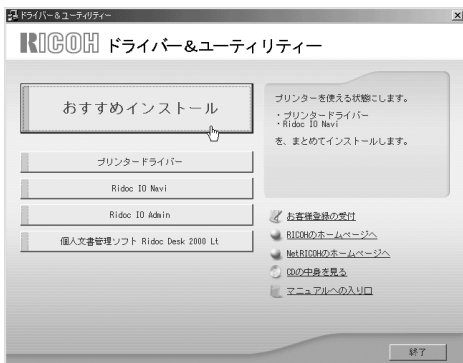 ドライバー&ユーティリティー
RICOH ドライバー&ユーティリティー
おすすめインストール
プリンタードライバー
Ridoc IO Navi
Ridoc IO Admin
個人文書管理ソフト Ridoc Desk 2000 Lt
プリンターを使える状態にします。
・プリンタードライバー
・Ridoc IO Navi
を、まとめてインストールします。
お客様登録の受付
RICOHのホームページへ
NetRICOHのホームページへ
CDの中身を見る
マニュアルへの入り口
終了